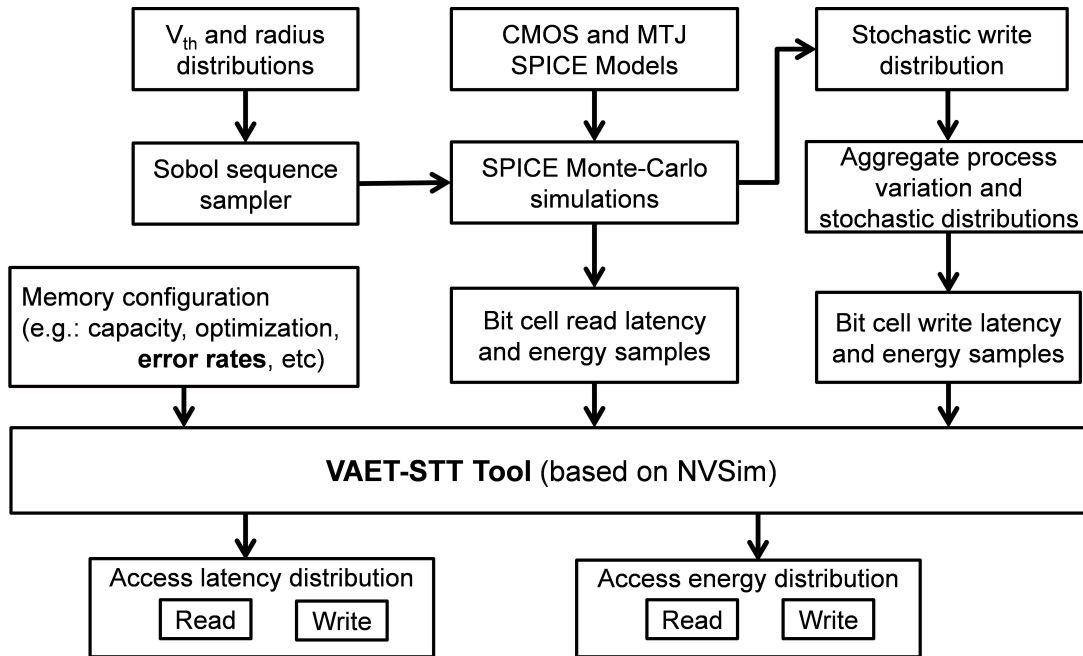 V_th and radius
distributions
CMOS and MTJ
SPICE Models
Stochastic write
distribution
Sobol sequence
sampler
SPICE Monte-Carlo
simulations
Aggregate process
variation and
stochastic distributions
Memory configuration
(e.g.: capacity, optimization,
error rates, etc)
Bit cell read latency
and energy samples
Bit cell write latency
and energy samples
VAET-STT Tool (based on NVSim)
Access latency distribution
Read Write
Access energy distribution
Read Write